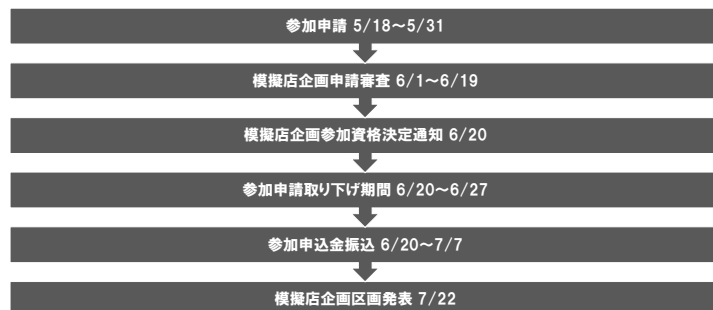 参加申請 5/18～5/31
模擬店企画申請審査 6/1～6/19
模擬店企画参加資格決定通知 6/20
参加申請取り下げ期間 6/20～6/27
参加申込金振込 6/20～7/7
模擬店企画区画発表 7/22